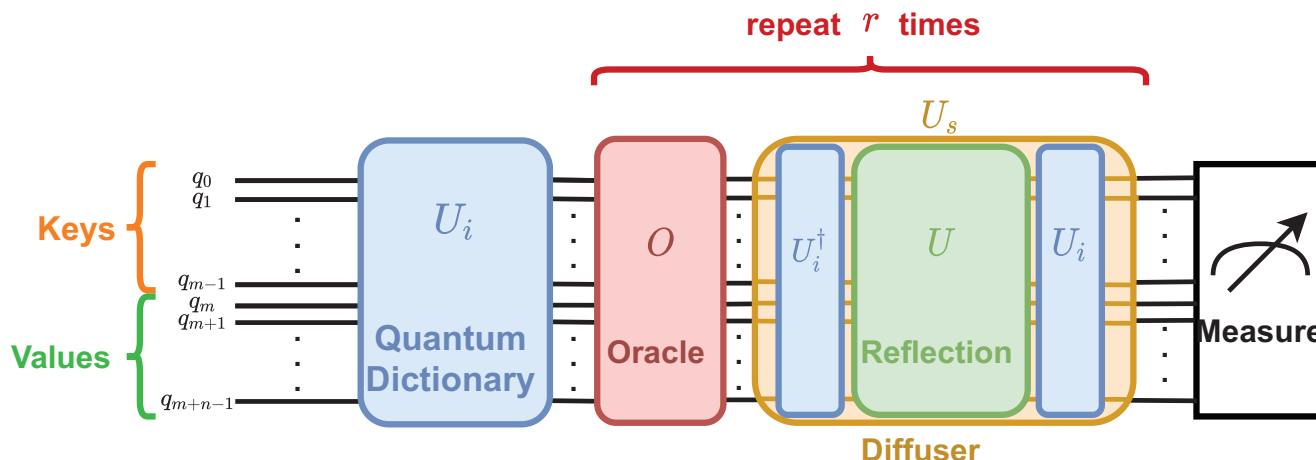 repeat r times
U_s
Keys
q_0
q_1
q_{m-1}
Values
q_m
q_{m+1}
q_{m+n-1}
U_i
Quantum
Dictionary
O
Oracle
U_i^†
U
Reflection
U_i
Diffuser
Measure